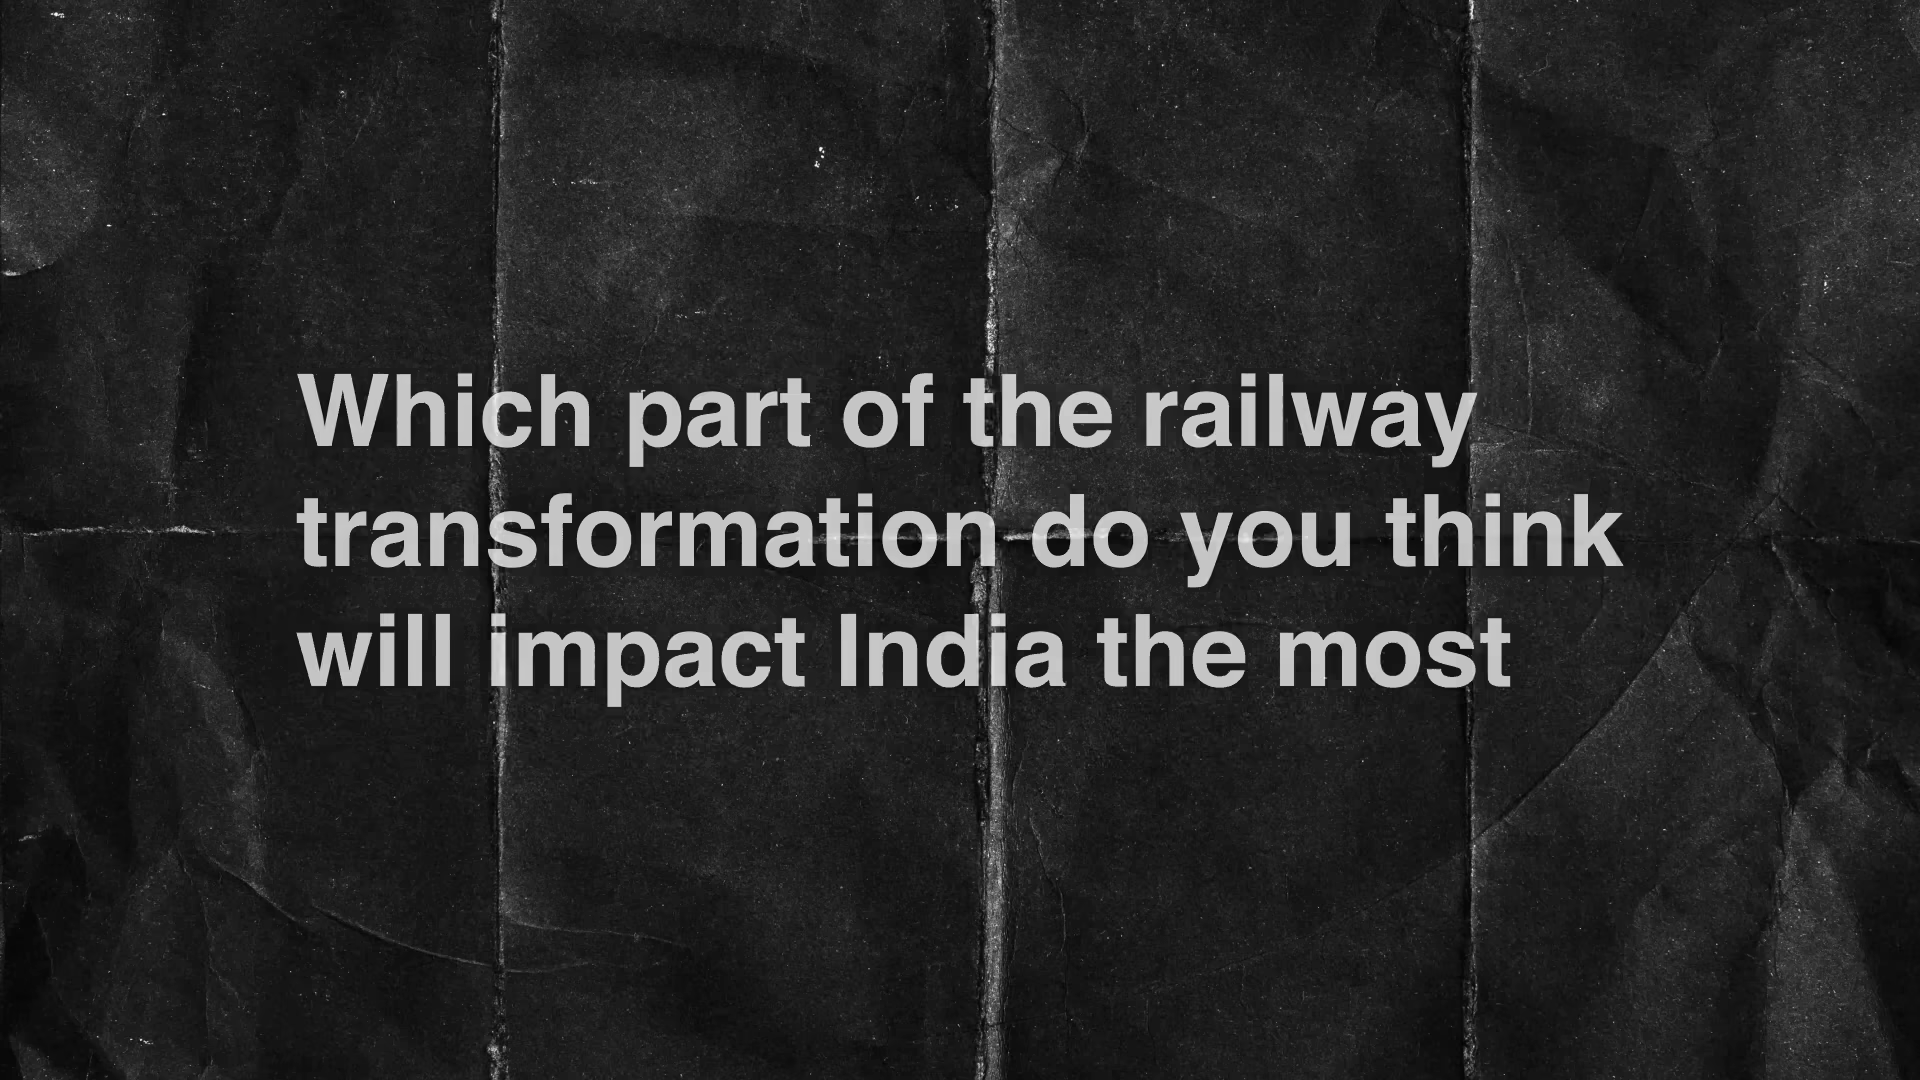 Which part of the railway
transformation do you think
will impact India the most